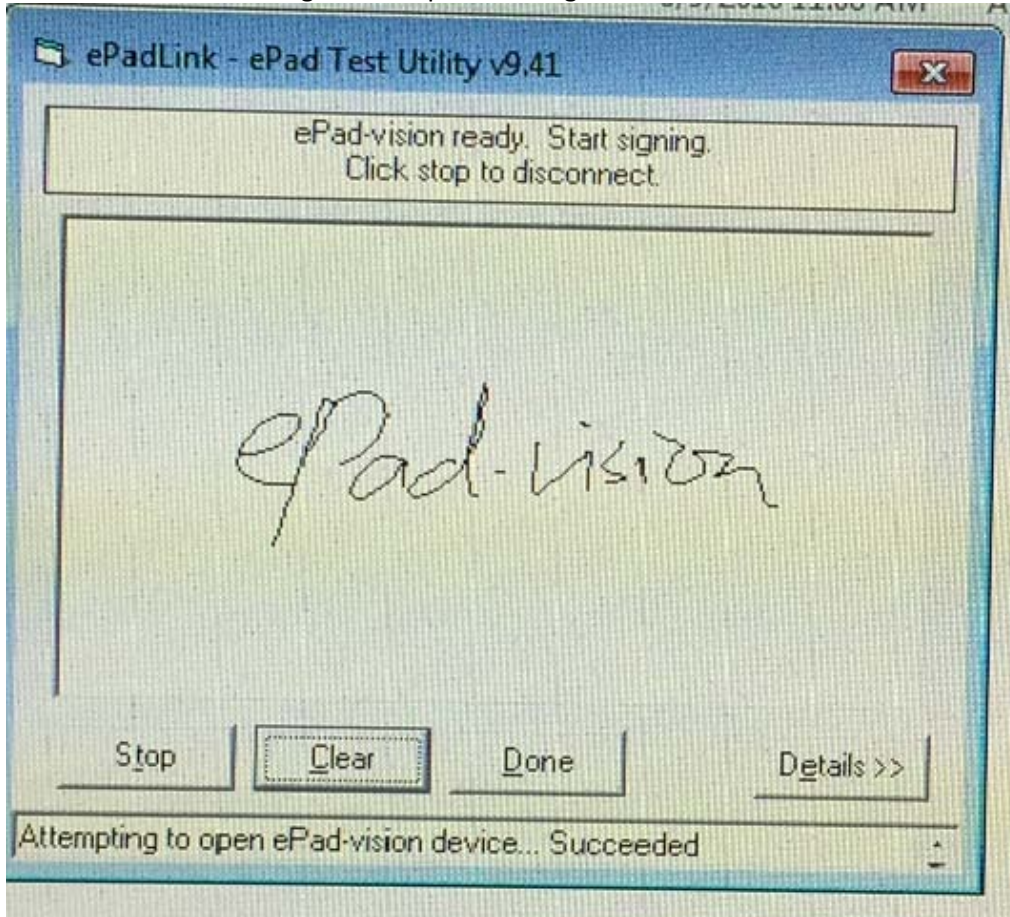 ePadLink - ePad Test Utility v9.41
ePad-vision ready. Start signing.
Click stop to disconnect.
ePad-vision
Stop Clear Done Details >>
Attempting to open ePad-vision device... Succeeded